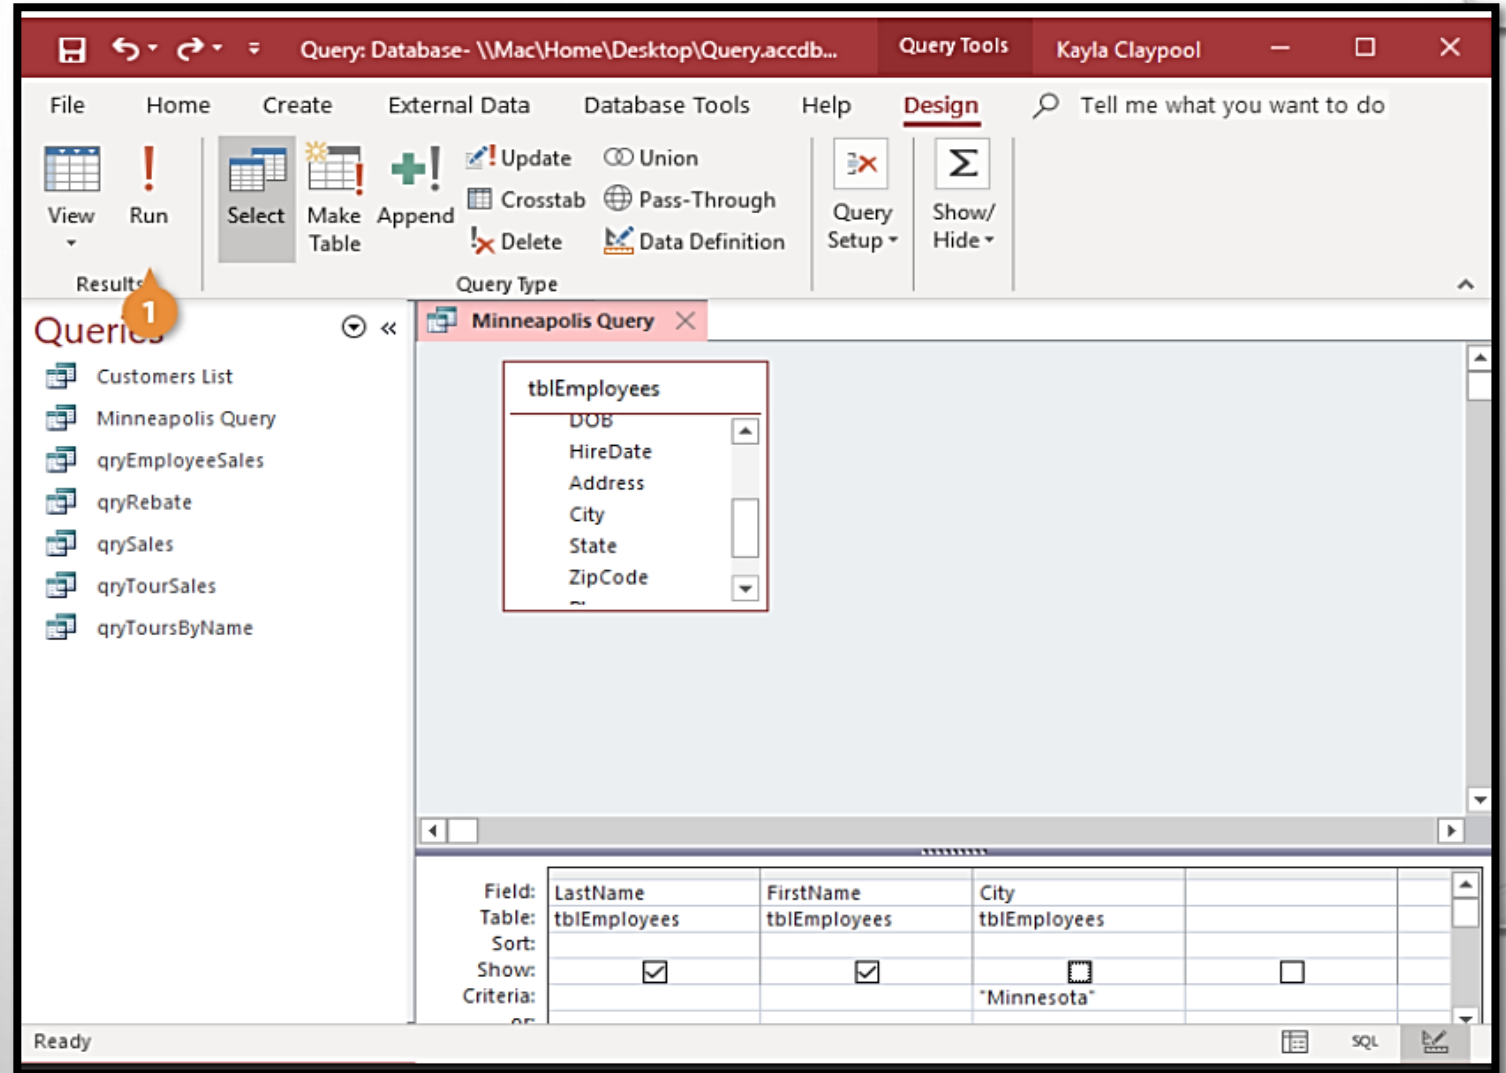 Query: Database- \\Mac\Home\Desktop\Query.accdb... Query Tools Kayla Claypool
File Home Create External Data Database Tools Help Design Tell me what you want to do
View Run Select Make Table Append
Update Union
Crosstab Pass-Through
Delete Data Definition
Query Setup
Show/ Hide
Results Query Type
1
Queries
Customers List
Minneapolis Query
qryEmployeeSales
qryRebate
qrySales
qryTourSales
qryToursByName
Minneapolis Query
tblEmployees
DOB
HireDate
Address
City
State
ZipCode
Field: LastName FirstName City
Table: tblEmployees tblEmployees tblEmployees
Sort:
Show:
Criteria: "Minnesota"
or:
Ready SQL